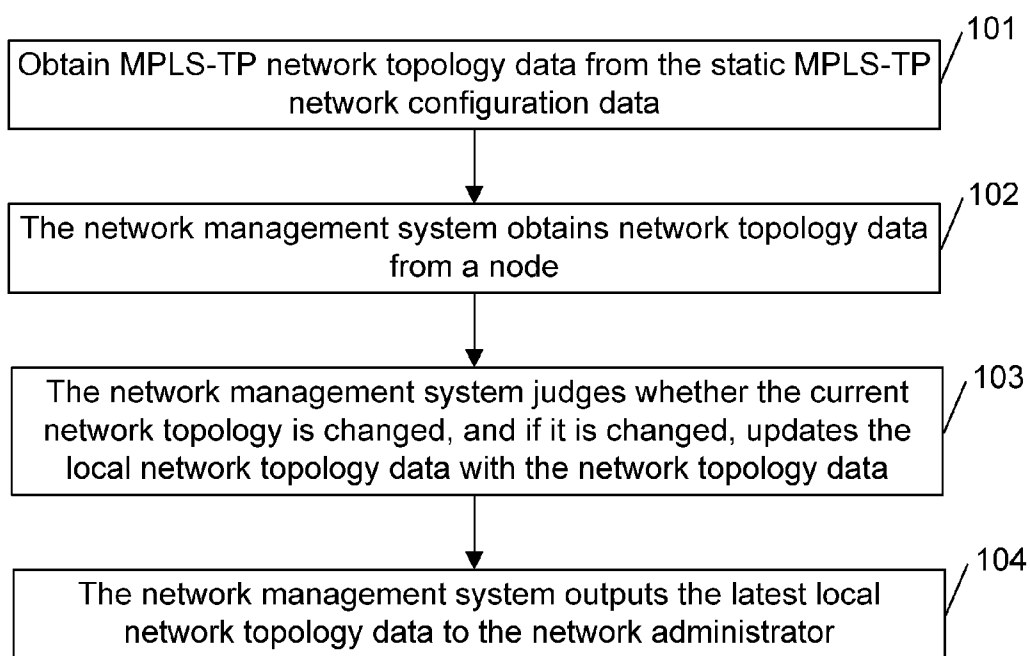 101
Obtain MPLS-TP network topology data from the static MPLS-TP
network configuration data
102
The network management system obtains network topology data
from a node
103
The network management system judges whether the current
network topology is changed, and if it is changed, updates the
local network topology data with the network topology data
104
The network management system outputs the latest local
network topology data to the network administrator